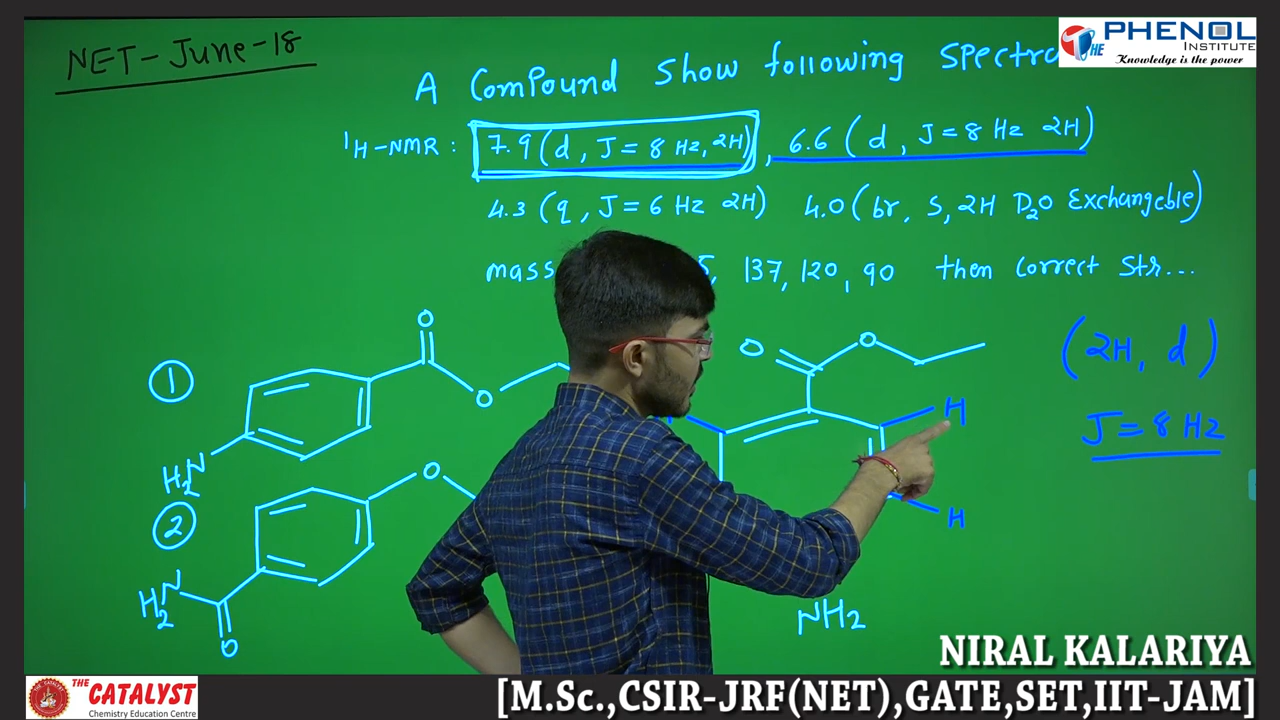 NET-June-18
THE PHENOL
INSTITUTE
Knowledge is the power
A Compound Show following Spectra
¹H-NMR : 7.9 (d, J = 8 Hz, 2H), 6.6 (d, J = 8 Hz 2H)
4.3 (q, J = 6 Hz 2H) 4.0 (br, S, 2H D₂O Exchangeble)
mass 137, 120, 90 then Correct Str...
1
O
O
H₂N
2
O
H₂N
O
O
O
H
H
NH₂
(2H, d)
J = 8 Hz
NIRAL KALARIYA
[M.Sc.,CSIR-JRF(NET),GATE,SET,IIT-JAM]
THE CATALYST
Chemistry Education Centre